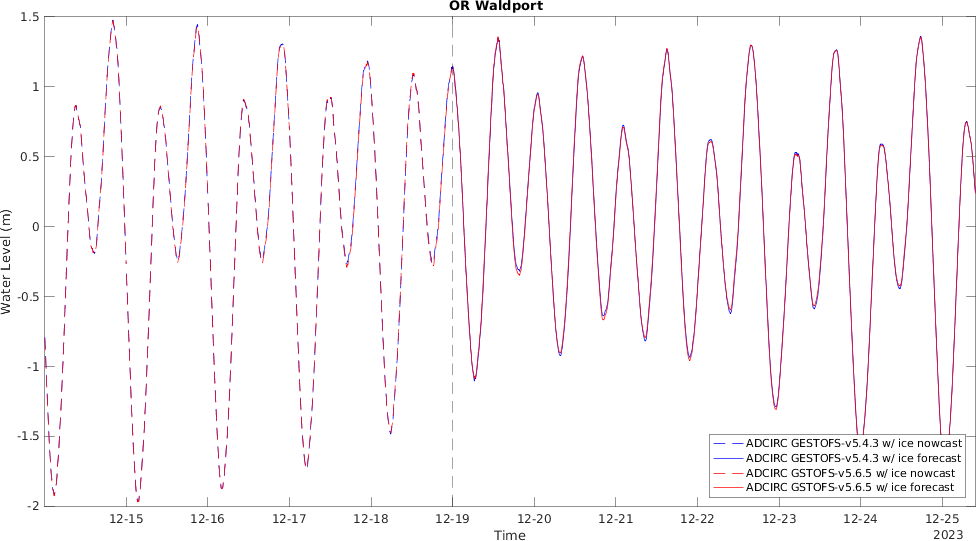 OR Waldport
1.5
1
0.5
0
-0.5
-1
-1.5
-2
Water Level (m)
12-15 12-16 12-17 12-18 12-19 12-20 12-21 12-22 12-23 12-24 12-25
Time
2023
ADCIRC GESTOFS-v5.4.3 w/ ice nowcast
ADCIRC GESTOFS-v5.4.3 w/ ice forecast
ADCIRC GSTOFS-v5.6.5 w/ ice nowcast
ADCIRC GSTOFS-v5.6.5 w/ ice forecast